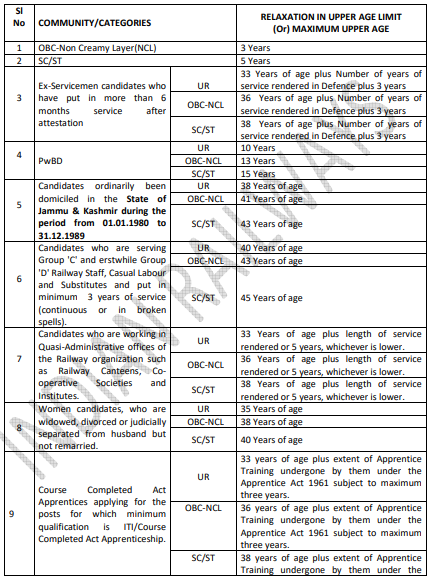 Sl
No
COMMUNITY/CATEGORIES
RELAXATION IN UPPER AGE LIMIT
(Or) MAXIMUM UPPER AGE
1 OBC-Non Creamy Layer(NCL) 3 Years
2 SC/ST 5 Years
3
Ex-Servicemen candidates who
have put in more than 6
months service after
attestation
UR
33 Years of age plus Number of years of
service rendered in Defence plus 3 years
OBC-NCL
36 Years of age plus Number of years of
service rendered in Defence plus 3 years
SC/ST
38 Years of age plus Number of years of
service rendered in Defence plus 3 years
4
PwBD
UR 10 Years
OBC-NCL 13 Years
SC/ST 15 Years
5
Candidates ordinarily been
domiciled in the State of
Jammu & Kashmir during the
period from 01.01.1980 to
31.12.1989
UR 38 Years of age
OBC-NCL 41 Years of age
SC/ST 43 Years of age
6
Candidates who are serving
Group 'C' and erstwhile Group
'D' Railway Staff, Casual Labour
and Substitutes and put in
minimum 3 years of service
(continuous or in broken
spells).
UR 40 Years of age
OBC-NCL 43 Years of age
SC/ST 45 Years of age
7
Candidates who are working in
Quasi-Administrative offices of
the Railway organization such
as Railway Canteens, Co-
operative Societies and
Institutes.
UR
33 Years of age plus length of service
rendered or 5 years, whichever is lower.
OBC-NCL
36 Years of age plus length of service
rendered or 5 years, whichever is lower.
SC/ST
38 Years of age plus length of service
rendered or 5 years, whichever is lower.
8
Women candidates, who are
widowed, divorced or judicially
separated from husband but
not remarried.
UR 35 Years of age
OBC-NCL 38 Years of age
SC/ST 40 Years of age
9
Course Completed Act
Apprentices applying for the
posts for which minimum
qualification is ITI/Course
Completed Act Apprenticeship.
UR
33 years of age plus extent of Apprentice
Training undergone by them under the
Apprentice Act 1961 subject to maximum
three years.
OBC-NCL
36 years of age plus extent of Apprentice
Training undergone by them under the
Apprentice Act 1961 subject to maximum
three years.
SC/ST
38 years of age plus extent of Apprentice
Training undergone by them under the
INDIAN RAILWAYS